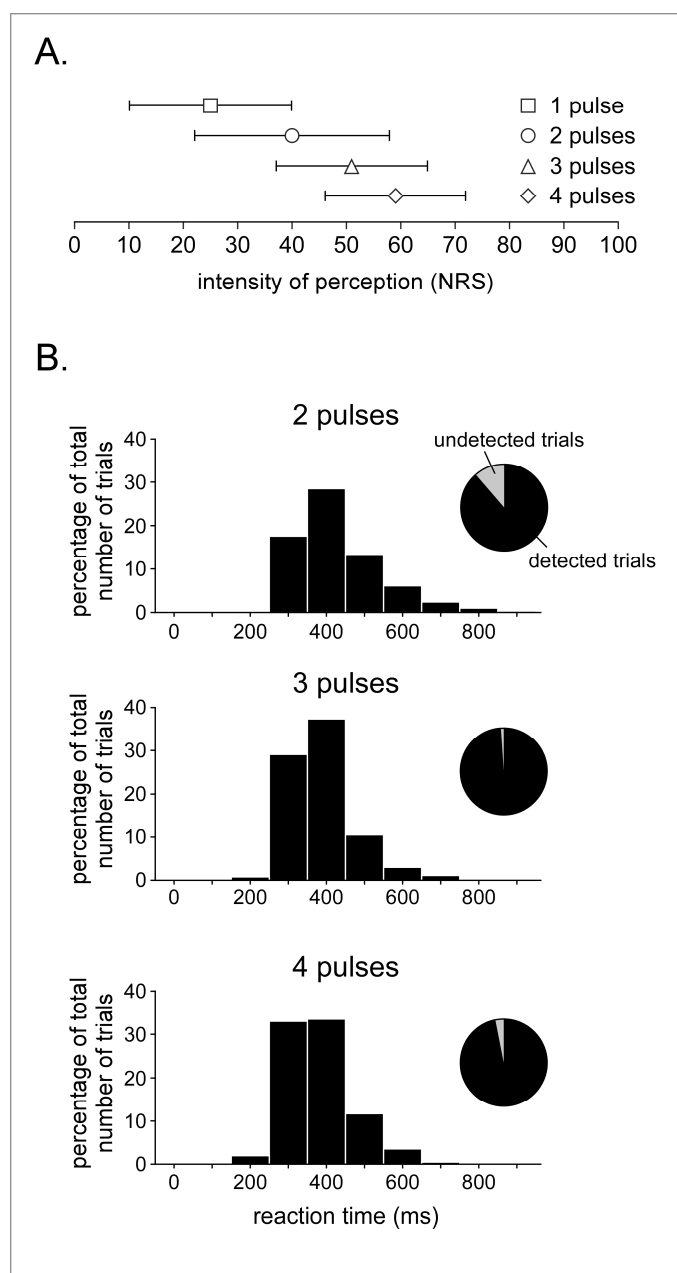 A.
1 pulse
2 pulses
3 pulses
4 pulses
0 10 20 30 40 50 60 70 80 90 100
intensity of perception (NRS)
B.
2 pulses
percentage of total
number of trials
40
30
20
10
0
0 200 400 600 800
undetected trials
detected trials
3 pulses
percentage of total
number of trials
40
30
20
10
0
0 200 400 600 800
4 pulses
percentage of total
number of trials
40
30
20
10
0
0 200 400 600 800
reaction time (ms)